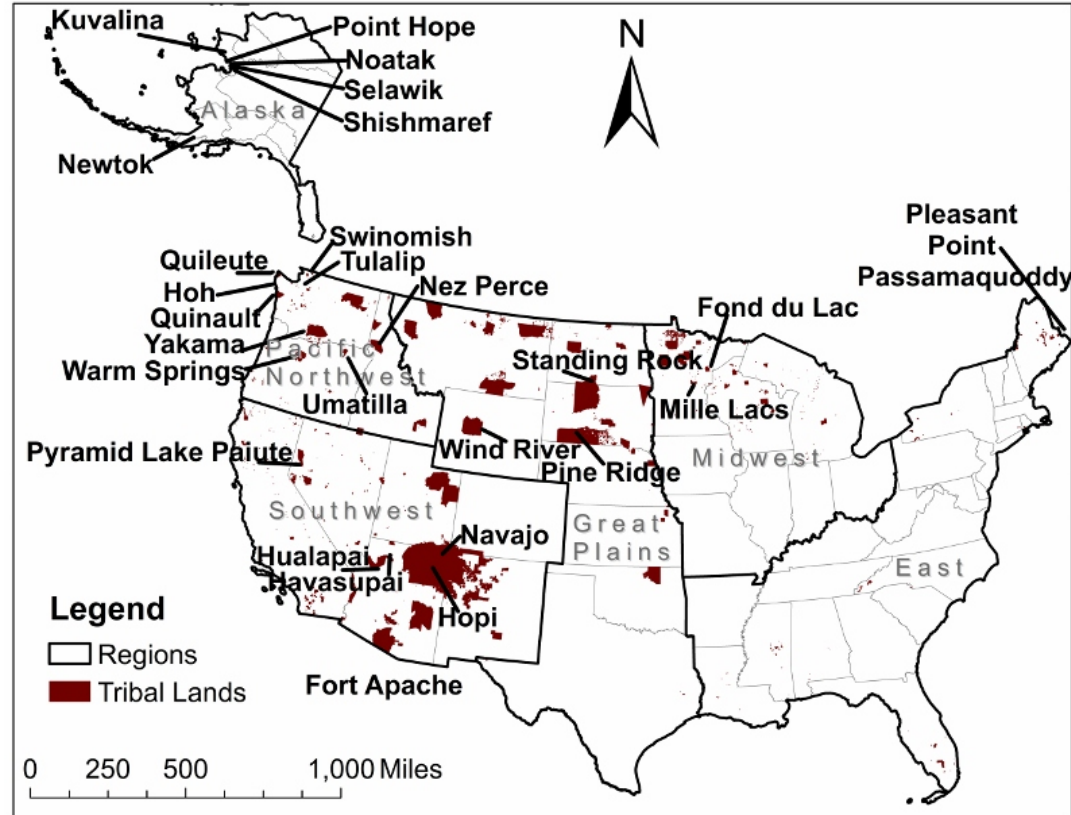 Kuvalina
Point Hope
Noatak
Selawik
Shishmaref
Alaska
Newtok
N
Pleasant
Point
Passamaquoddy
Swinomish
Quileute
Tulalip
Hoh
Nez Perce
Quinault
Fond du Lac
Yakama
Pacific
Northwest
Warm Springs
Standing Rock
Umatilla
Mille Lacs
Pyramid Lake Paiute
Wind River
Pine Ridge
Midwest
Southwest
Great
Plains
Navajo
Hualapai
Havasupai
East
Hopi
Legend
Regions
Tribal Lands
Fort Apache
0 250 500 1,000 Miles